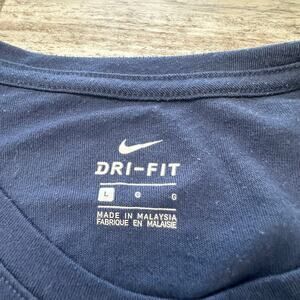 DRI-FIT
L G G
MADE IN MALAYSIA
FABRIQUE EN MALAISIE